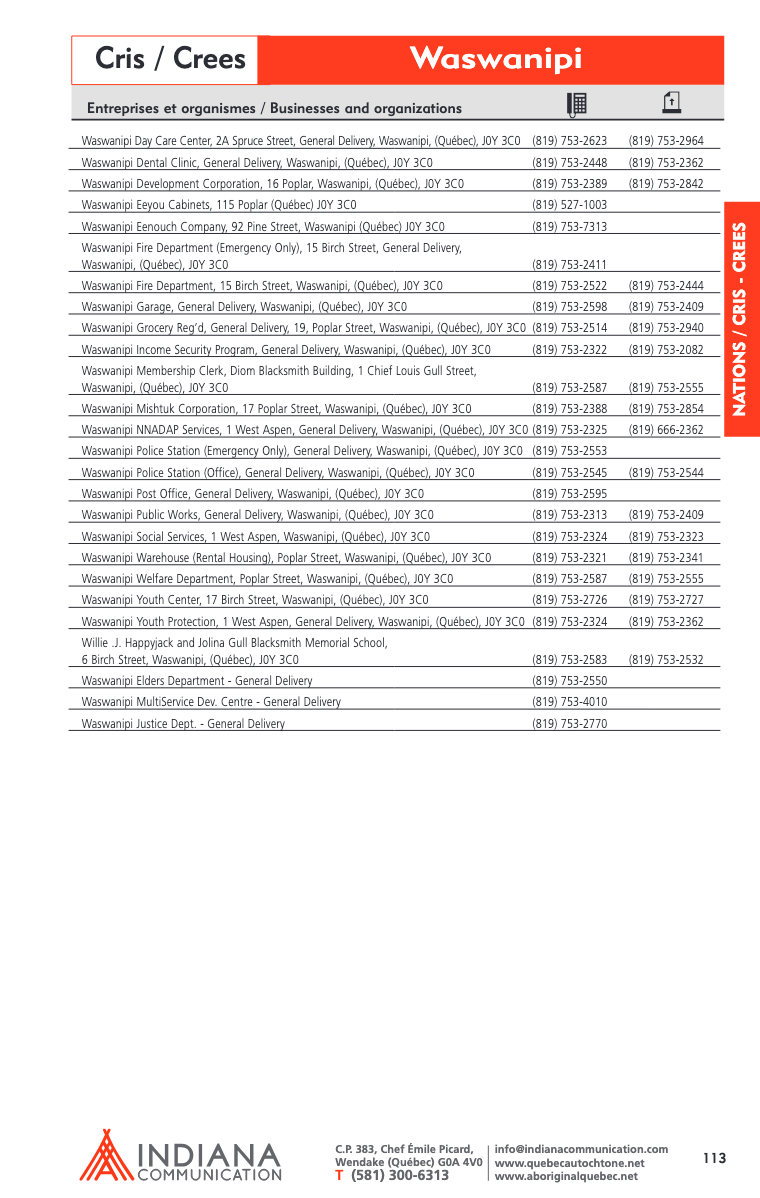 Cris / Crees
Waswanipi
Entreprises et organismes / Businesses and organizations
Waswanipi Day Care Center, 2A Spruce Street, General Delivery, Waswanipi, (Québec), J0Y 3C0 (819) 753-2623 (819) 753-2964
Waswanipi Dental Clinic, General Delivery, Waswanipi, (Québec), J0Y 3C0 (819) 753-2448 (819) 753-2362
Waswanipi Development Corporation, 16 Poplar, Waswanipi, (Québec), J0Y 3C0 (819) 753-2389 (819) 753-2842
Waswanipi Eeyou Cabinets, 115 Poplar (Québec) J0Y 3C0 (819) 527-1003
Waswanipi Eenouch Company, 92 Pine Street, Waswanipi (Québec) J0Y 3C0 (819) 753-7313
Waswanipi Fire Department (Emergency Only), 15 Birch Street, General Delivery,
Waswanipi, (Québec), J0Y 3C0 (819) 753-2411
Waswanipi Fire Department, 15 Birch Street, Waswanipi, (Québec), J0Y 3C0 (819) 753-2522 (819) 753-2444
Waswanipi Garage, General Delivery, Waswanipi, (Québec), J0Y 3C0 (819) 753-2598 (819) 753-2409
Waswanipi Grocery Reg’d, General Delivery, 19, Poplar Street, Waswanipi, (Québec), J0Y 3C0 (819) 753-2514 (819) 753-2940
Waswanipi Income Security Program, General Delivery, Waswanipi, (Québec), J0Y 3C0 (819) 753-2322 (819) 753-2082
Waswanipi Membership Clerk, Diom Blacksmith Building, 1 Chief Louis Gull Street,
Waswanipi, (Québec), J0Y 3C0 (819) 753-2587 (819) 753-2555
Waswanipi Mishtuk Corporation, 17 Poplar Street, Waswanipi, (Québec), J0Y 3C0 (819) 753-2388 (819) 753-2854
Waswanipi NNADAP Services, 1 West Aspen, General Delivery, Waswanipi, (Québec), J0Y 3C0 (819) 753-2325 (819) 666-2362
Waswanipi Police Station (Emergency Only), General Delivery, Waswanipi, (Québec), J0Y 3C0 (819) 753-2553
Waswanipi Police Station (Office), General Delivery, Waswanipi, (Québec), J0Y 3C0 (819) 753-2545 (819) 753-2544
Waswanipi Post Office, General Delivery, Waswanipi, (Québec), J0Y 3C0 (819) 753-2595
Waswanipi Public Works, General Delivery, Waswanipi, (Québec), J0Y 3C0 (819) 753-2313 (819) 753-2409
Waswanipi Social Services, 1 West Aspen, Waswanipi, (Québec), J0Y 3C0 (819) 753-2324 (819) 753-2323
Waswanipi Warehouse (Rental Housing), Poplar Street, Waswanipi, (Québec), J0Y 3C0 (819) 753-2321 (819) 753-2341
Waswanipi Welfare Department, Poplar Street, Waswanipi, (Québec), J0Y 3C0 (819) 753-2587 (819) 753-2555
Waswanipi Youth Center, 17 Birch Street, Waswanipi, (Québec), J0Y 3C0 (819) 753-2726 (819) 753-2727
Waswanipi Youth Protection, 1 West Aspen, General Delivery, Waswanipi, (Québec), J0Y 3C0 (819) 753-2324 (819) 753-2362
Willie .J. Happyjack and Jolina Gull Blacksmith Memorial School,
6 Birch Street, Waswanipi, (Québec), J0Y 3C0 (819) 753-2583 (819) 753-2532
Waswanipi Elders Department - General Delivery (819) 753-2550
Waswanipi MultiService Dev. Centre - General Delivery (819) 753-4010
Waswanipi Justice Dept. - General Delivery (819) 753-2770
NATIONS / CRIS - CREES
INDIANA
COMMUNICATION
C.P. 383, Chef Émile Picard,
Wendake (Québec) G0A 4V0
T (581) 300-6313
info@indianacommunication.com
www.quebecautochtone.net
www.aboriginalquebec.net
113